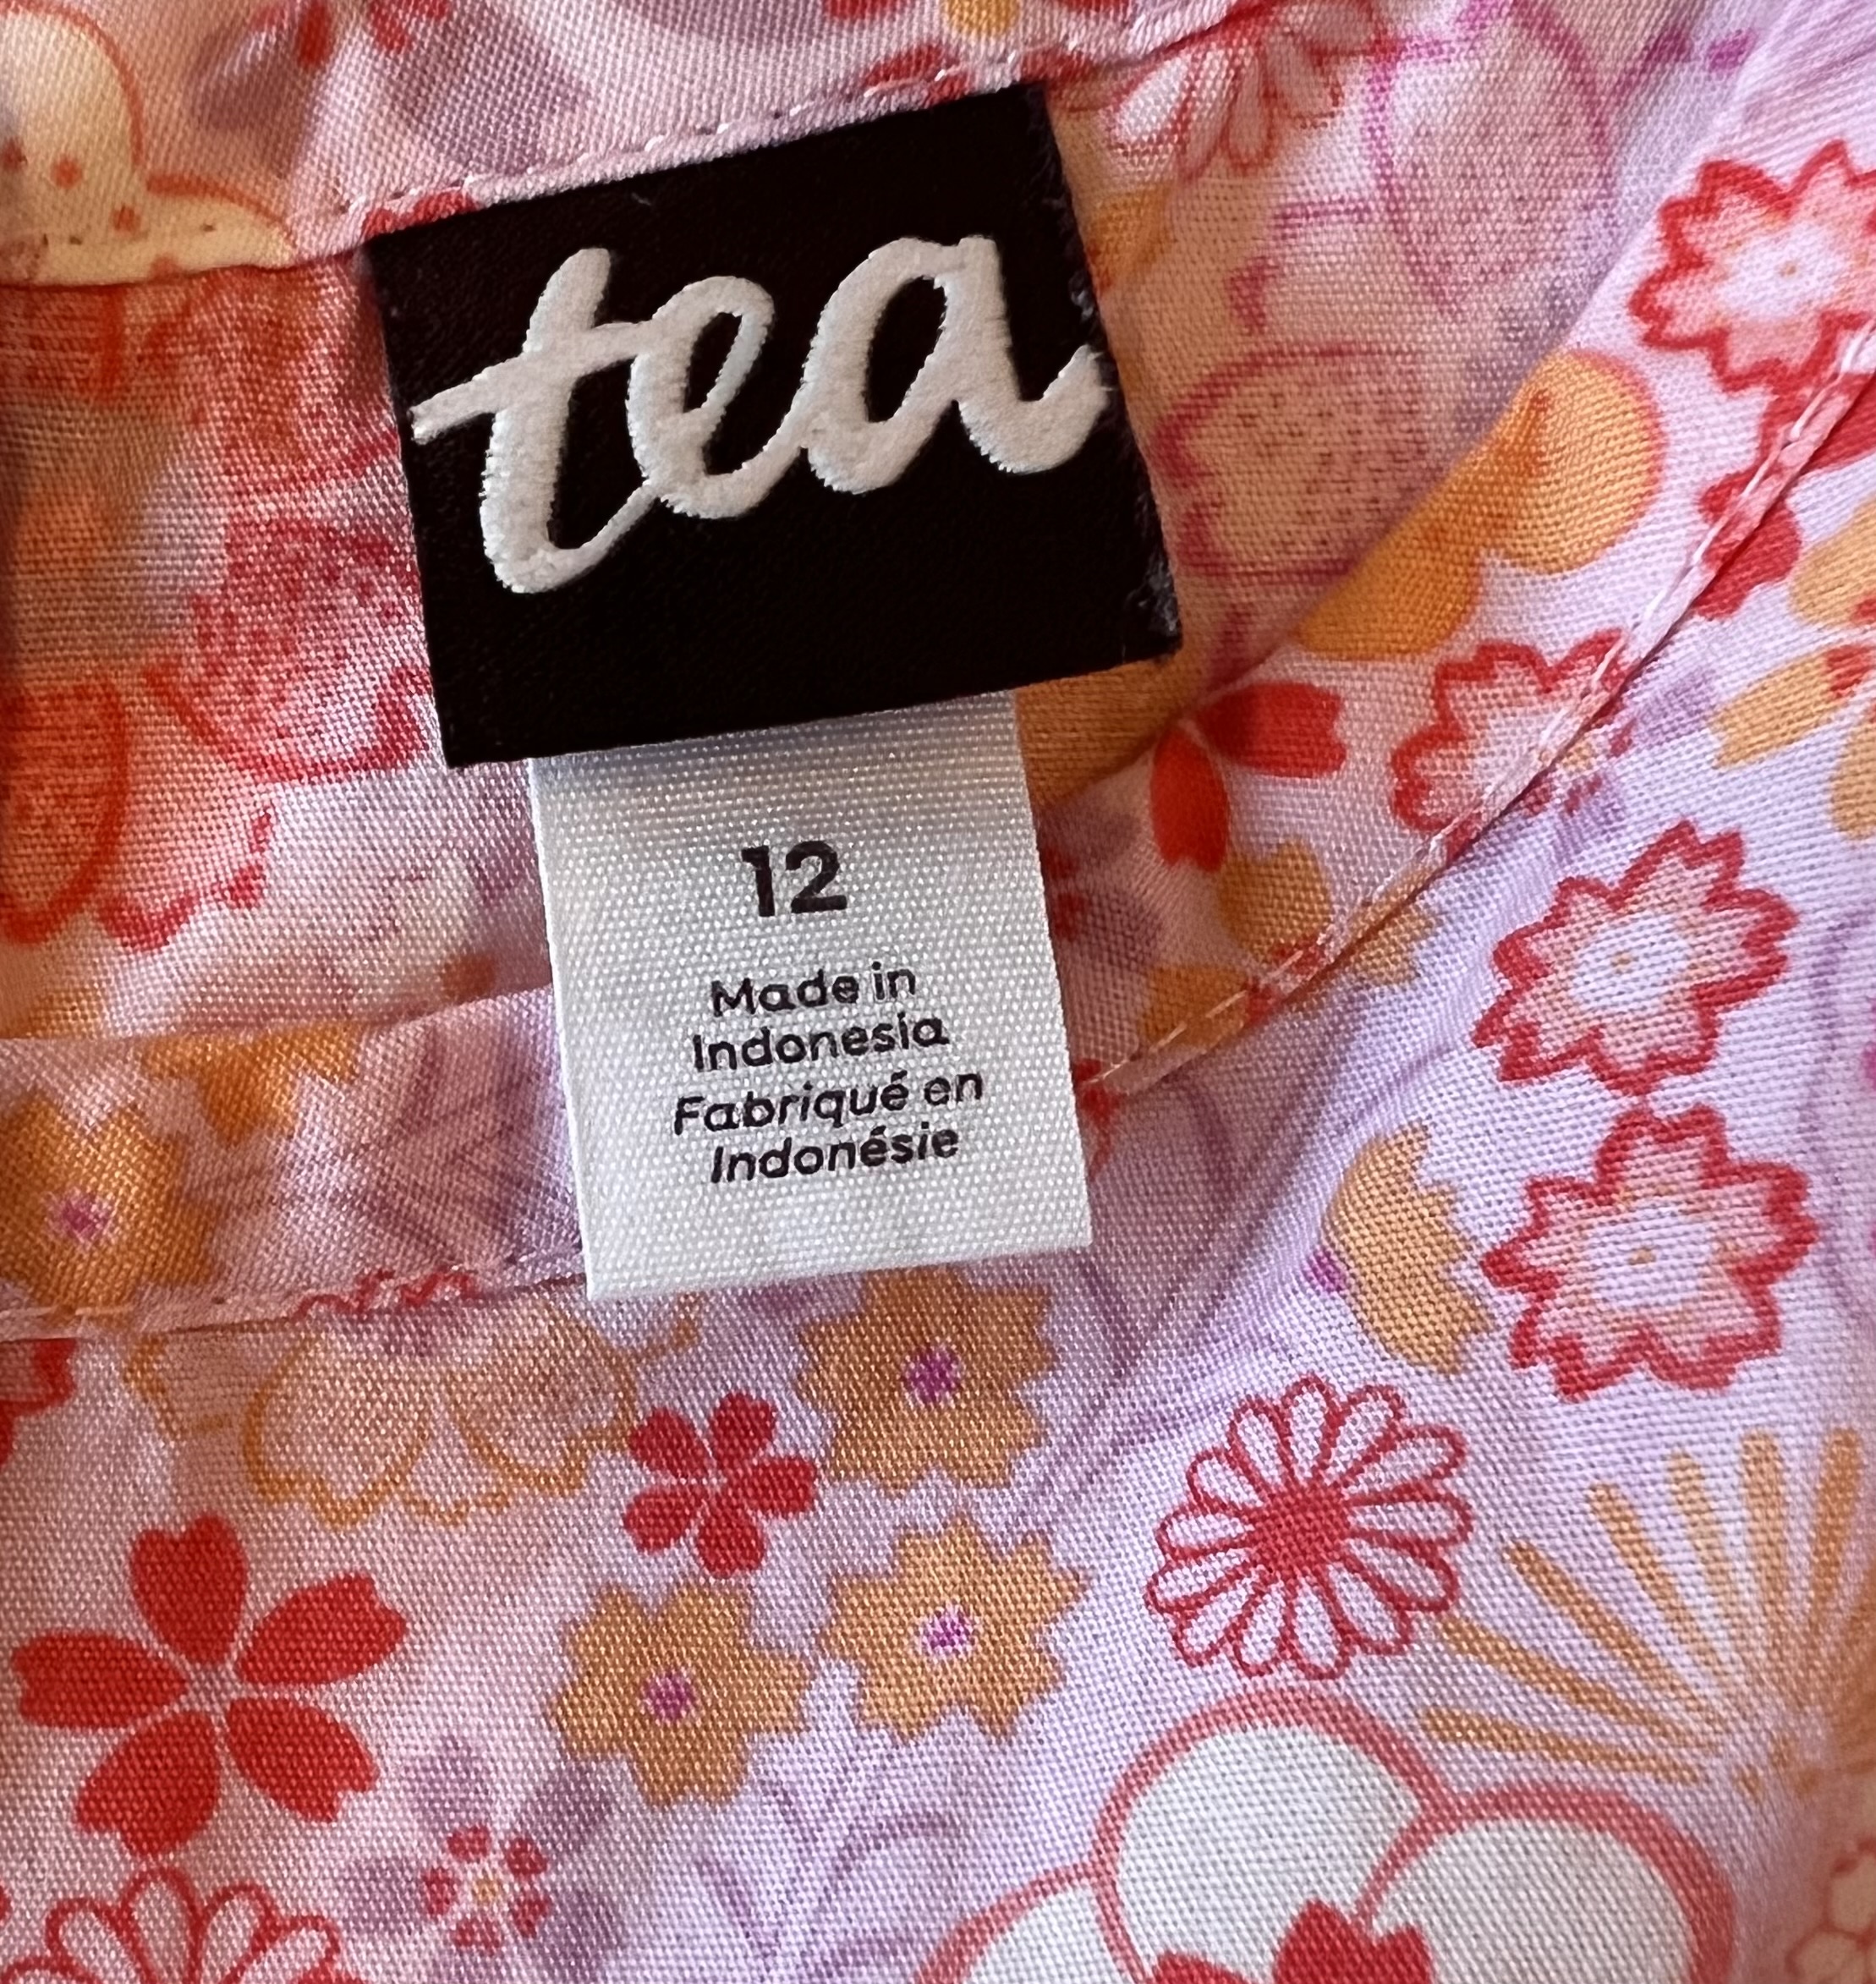 tea
12
Made in
Indonesia
Fabriqué en
Indonésie